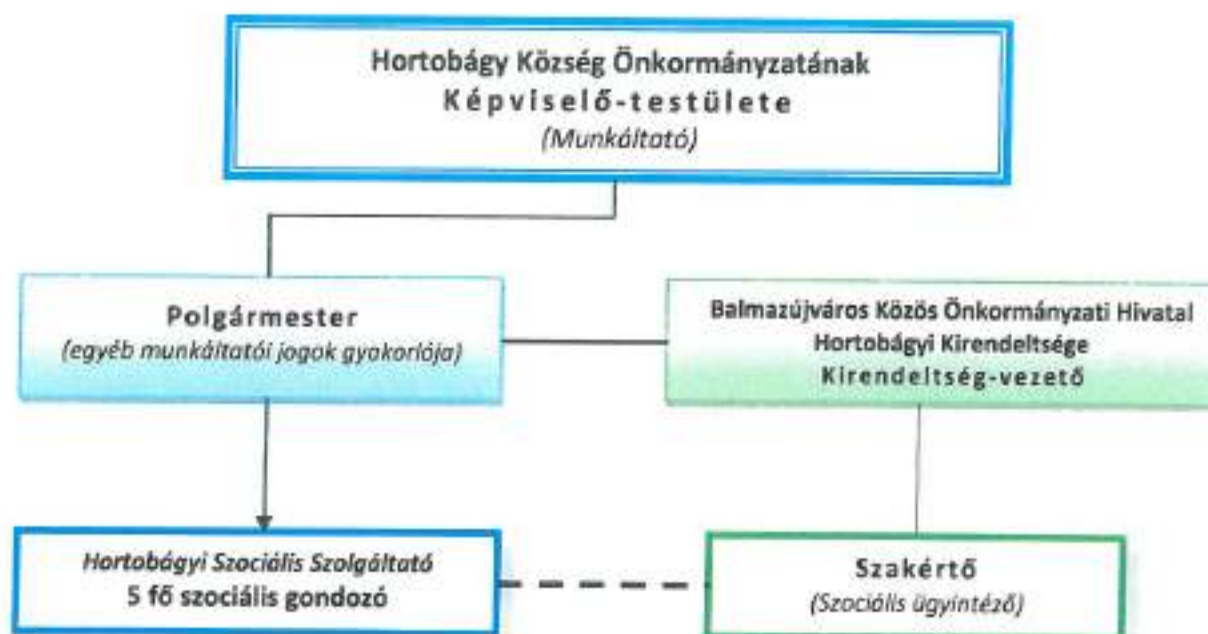 Hortobágy Község Önkormányzatának
Képviselő-testülete
(Munkáltató)
Polgármester
(egyéb munkáltatói jogok gyakorlója)
Balmazújváros Közös Önkormányzati Hivatal
Hortobágyi Kirendeltsége
Kirendeltség-vezető
Hortobágyi Szociális Szolgáltató
5 fő szociális gondozó
Szakértő
(Szociális ügyintéző)